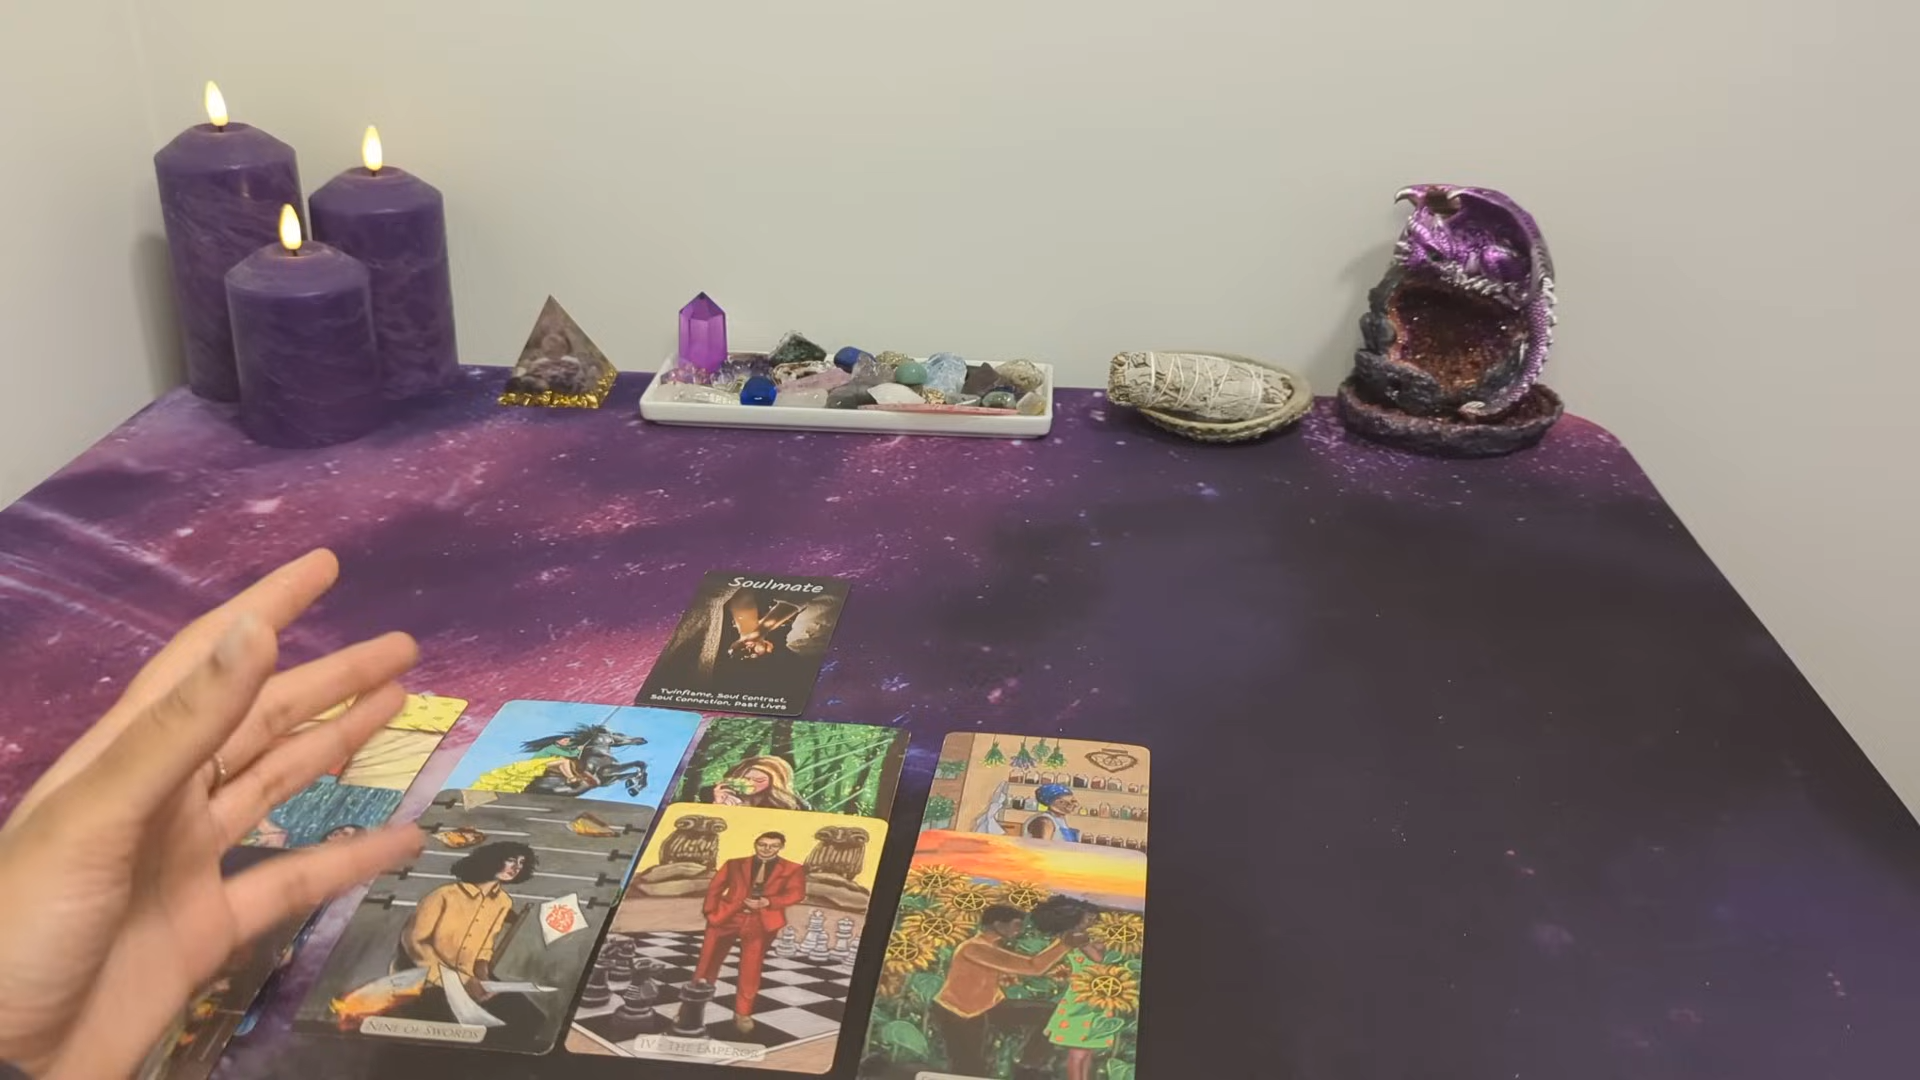 Soulmate
Twinflame, Soul Contract,
Soul Connection, Past Lives
NINE OF SWORDS
IV - THE EMPEROR